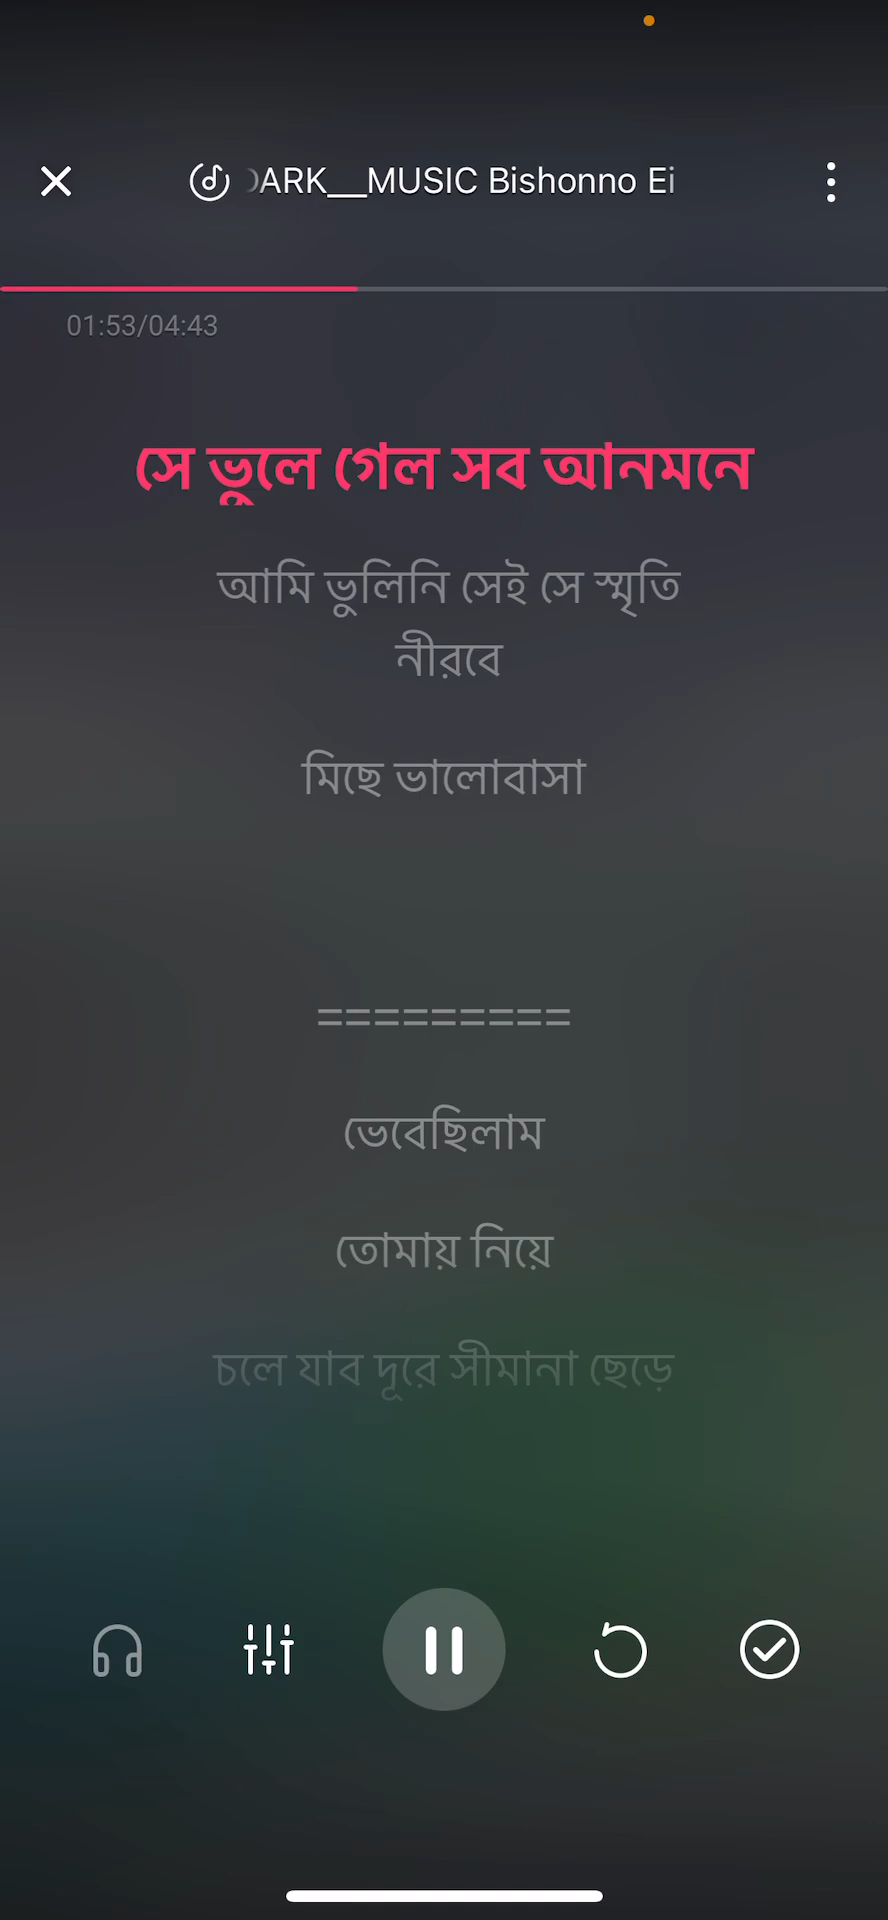 ARK__MUSIC Bishonno Ei
01:53/04:43
সে ভুলে গেল সব আনমনে
আমি ভুলিনি সেই সে স্মৃতি
নীরবে
মিছে ভালোবাসা
=========
ভেবেছিলাম
তোমায় নিয়ে
চলে যাব দূরে সীমানা ছেড়ে